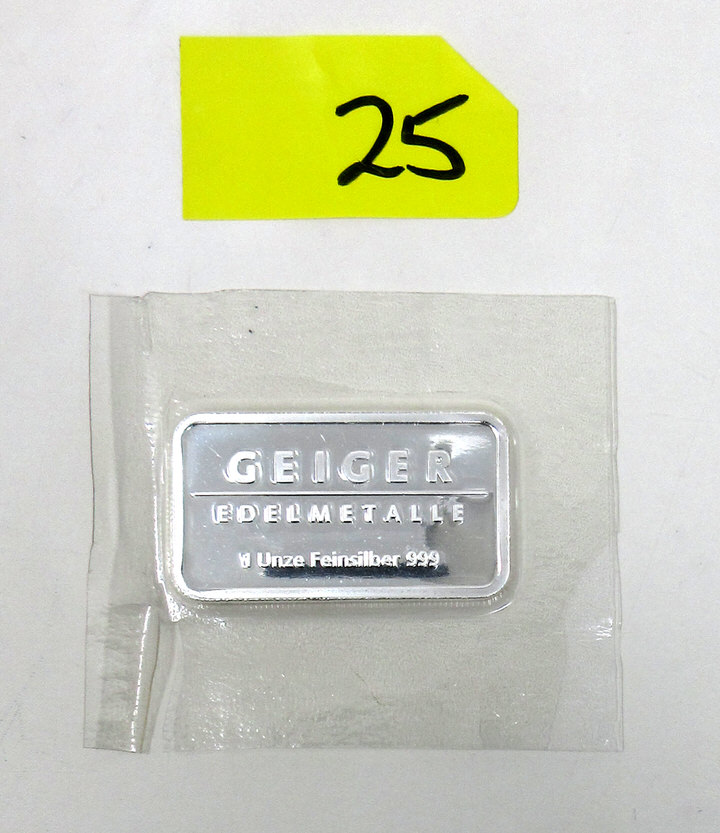 25
GEIGER
EDELMETALLE
1 Unze Feinsilber 999